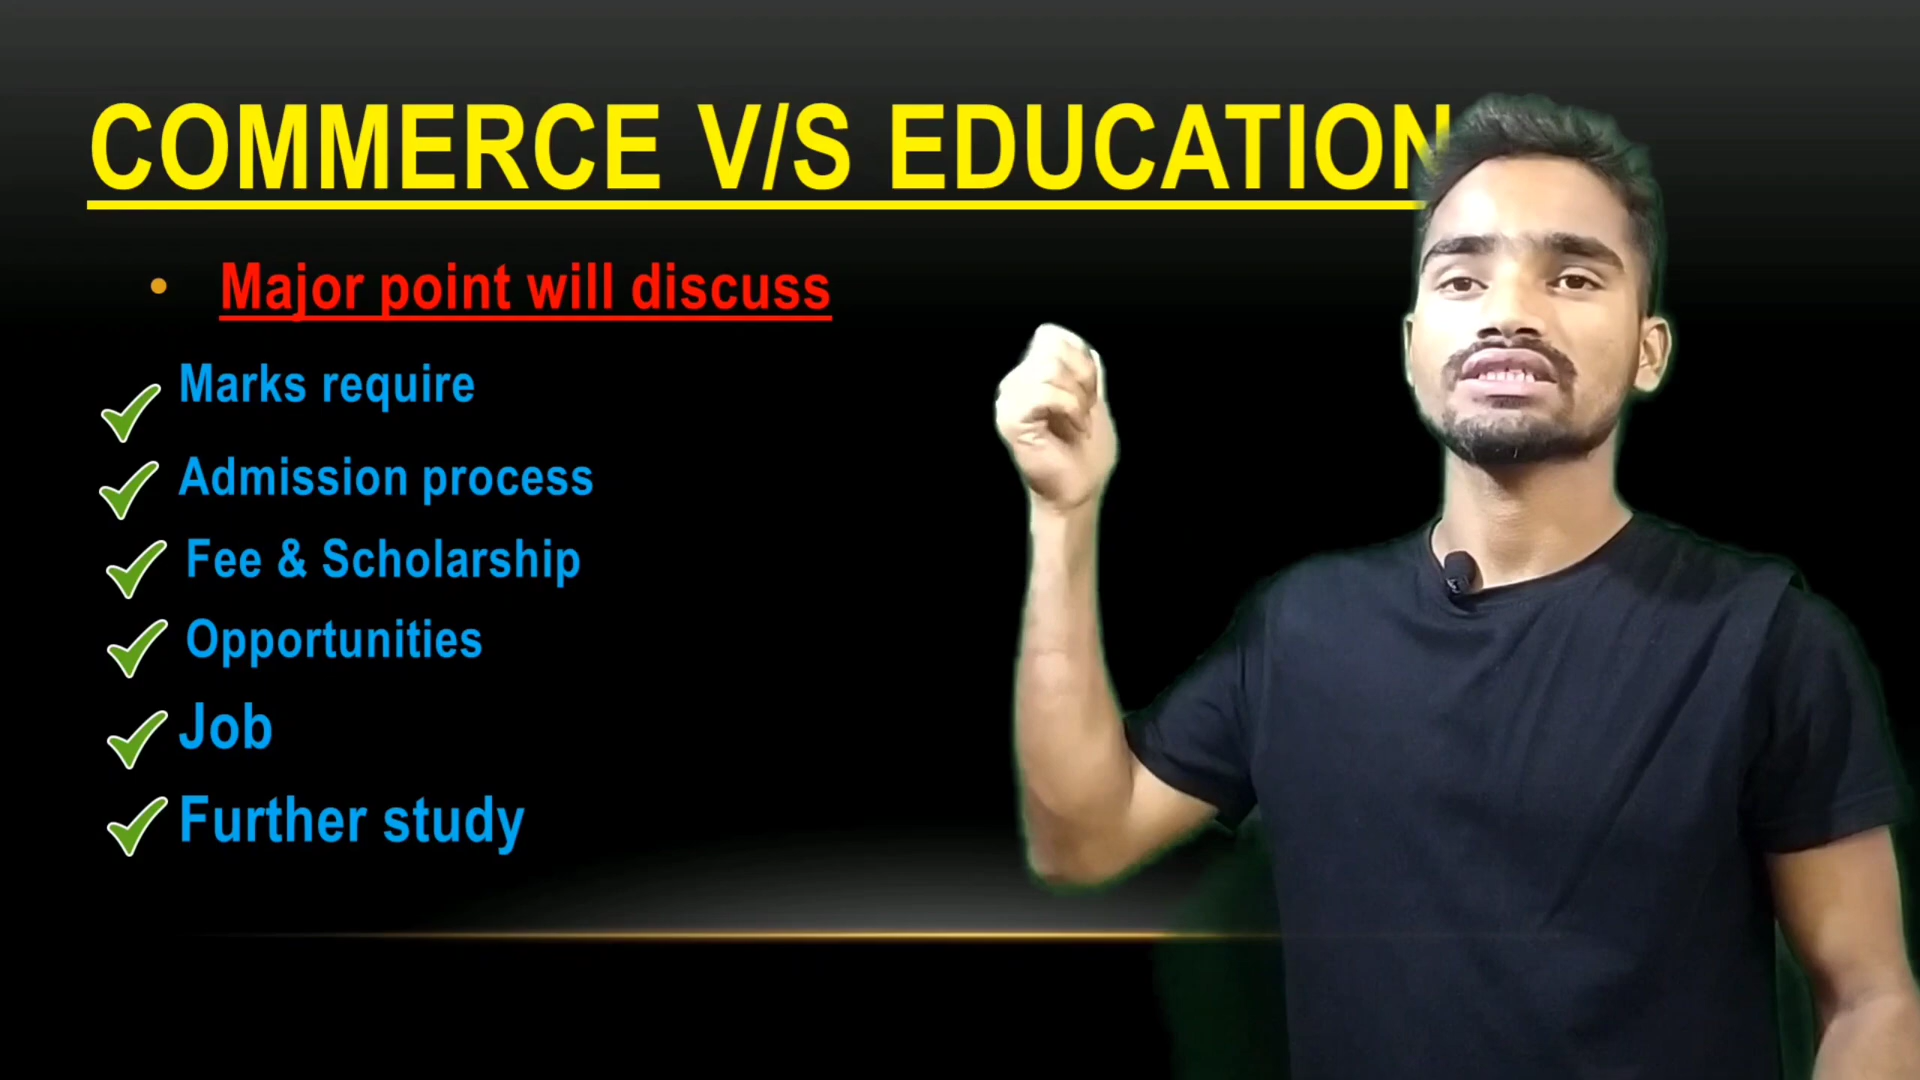 COMMERCE V/S EDUCATION
Major point will discuss
Marks require
Admission process
Fee & Scholarship
Opportunities
Job
Further study